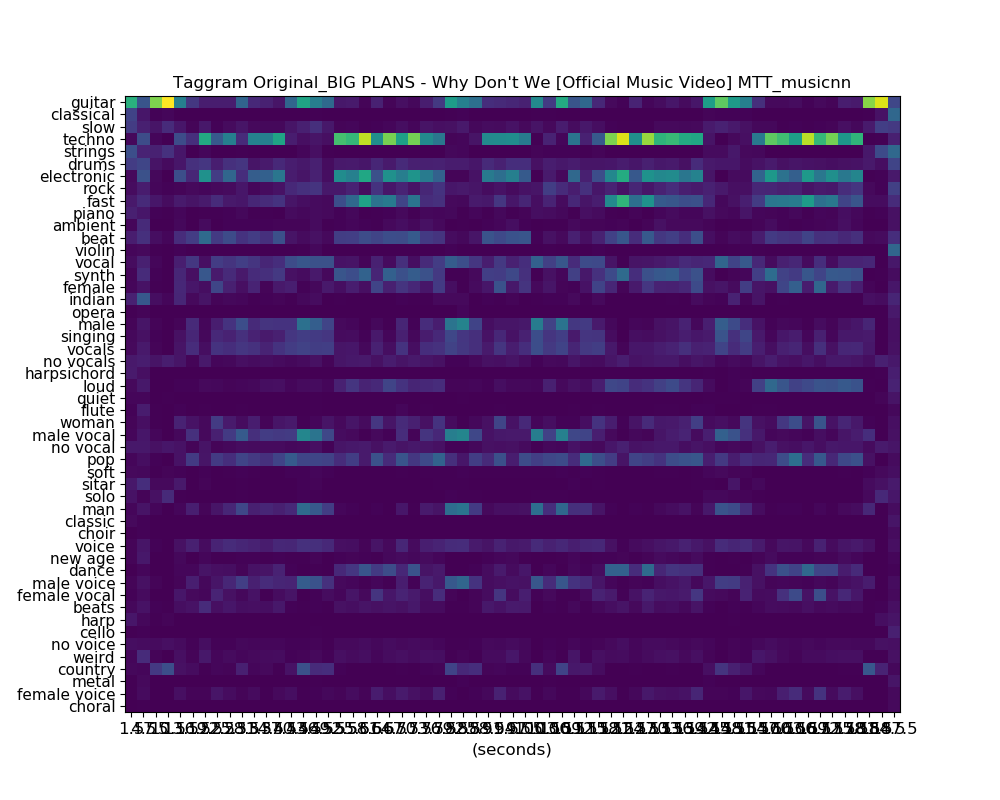 Taggram Original_BIG PLANS - Why Don't We [Official Music Video] MTT_musicnn
guitar
classical
slow
techno
strings
drums
electronic
rock
fast
piano
ambient
beat
violin
vocal
synth
female
indian
opera
male
singing
vocals
no vocals
harpsichord
loud
quiet
flute
woman
male vocal
no vocal
pop
soft
sitar
solo
man
classic
choir
voice
new age
dance
male voice
female vocal
beats
harp
cello
no voice
weird
country
metal
female voice
choral
(seconds)